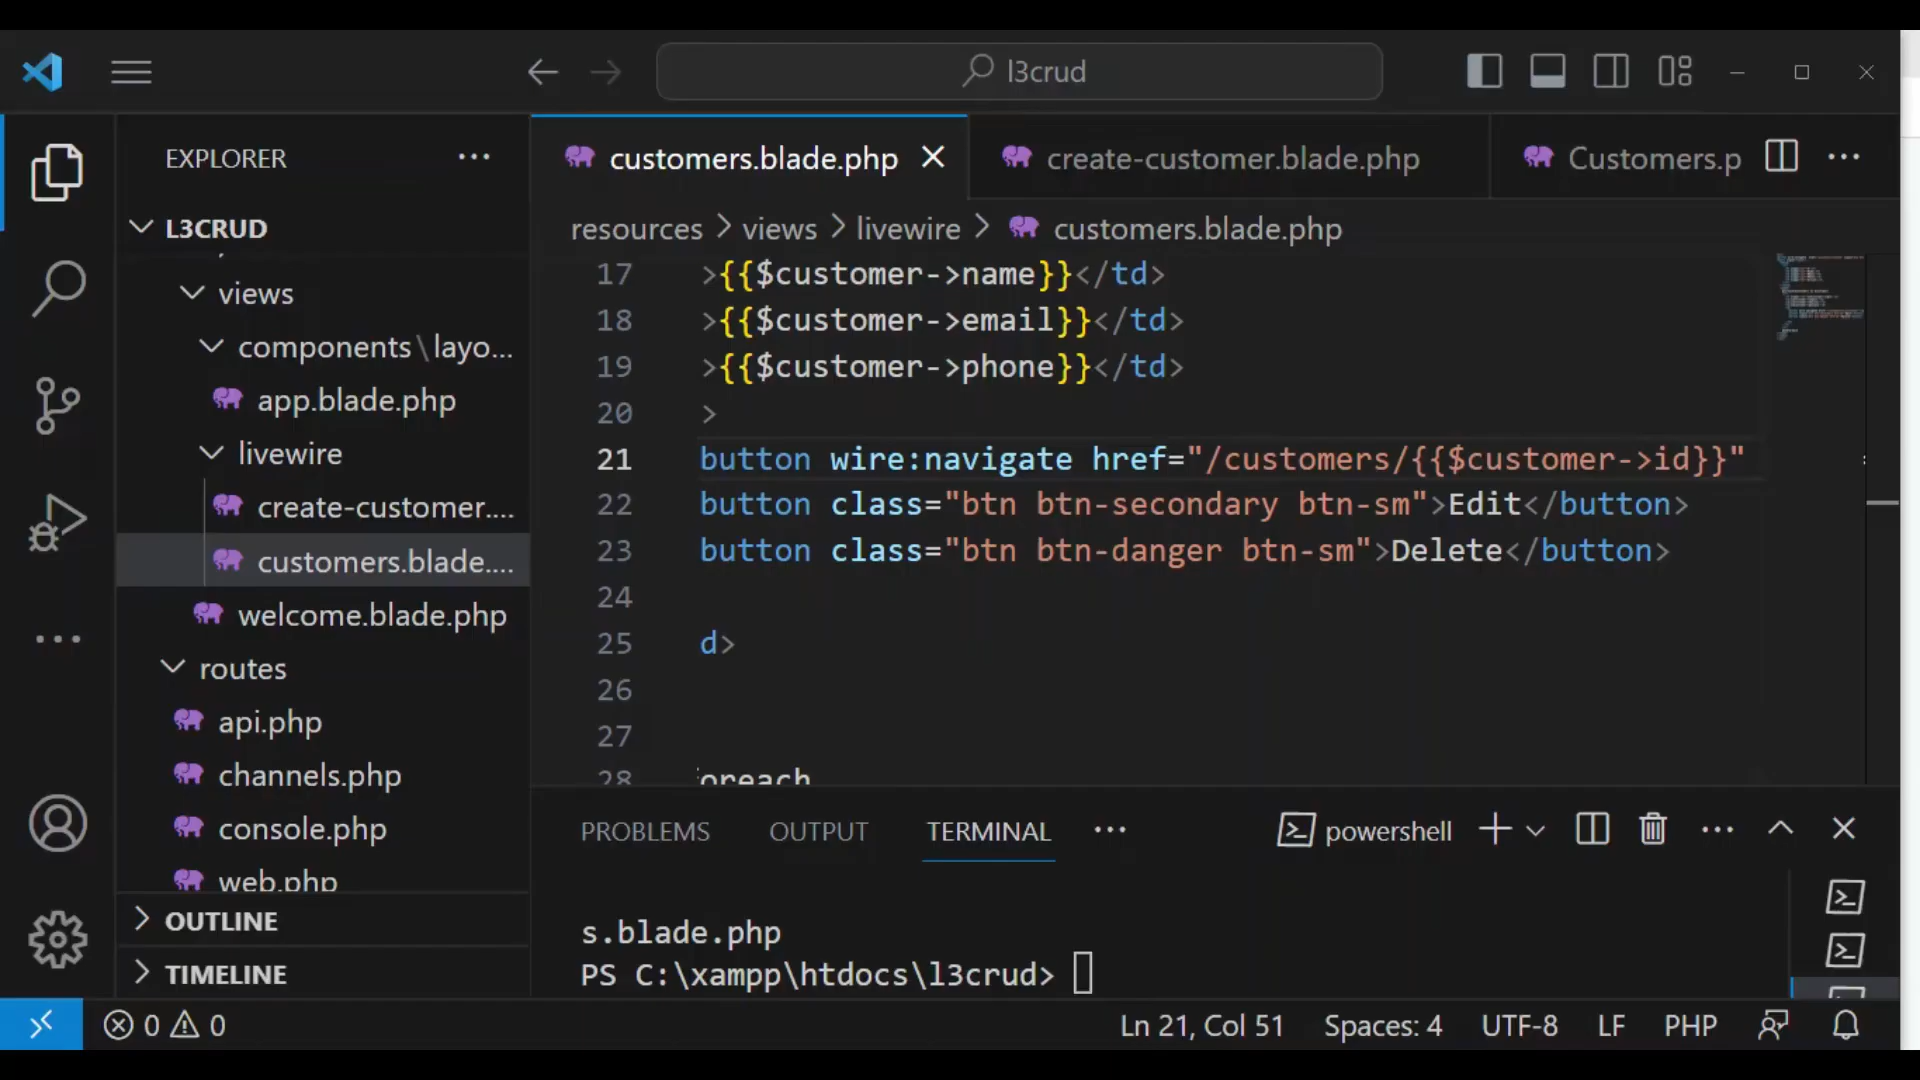 l3crud
EXPLORER
customers.blade.php
create-customer.blade.php
Customers.p
L3CRUD
resources > views > livewire > customers.blade.php
views
components\layo...
app.blade.php
livewire
create-customer....
customers.blade....
welcome.blade.php
routes
api.php
channels.php
console.php
web.php
OUTLINE
TIMELINE
17 >{{$customer->name}}</td>
18 >{{$customer->email}}</td>
19 >{{$customer->phone}}</td>
20 >
21 button wire:navigate href="/customers/{{$customer->id}}"
22 button class="btn btn-secondary btn-sm">Edit</button>
23 button class="btn btn-danger btn-sm">Delete</button>
24
25 d>
26
27
28 oreach
PROBLEMS OUTPUT TERMINAL
powershell
s.blade.php
PS C:\xampp\htdocs\l3crud>
0 0
Ln 21, Col 51 Spaces: 4 UTF-8 LF PHP